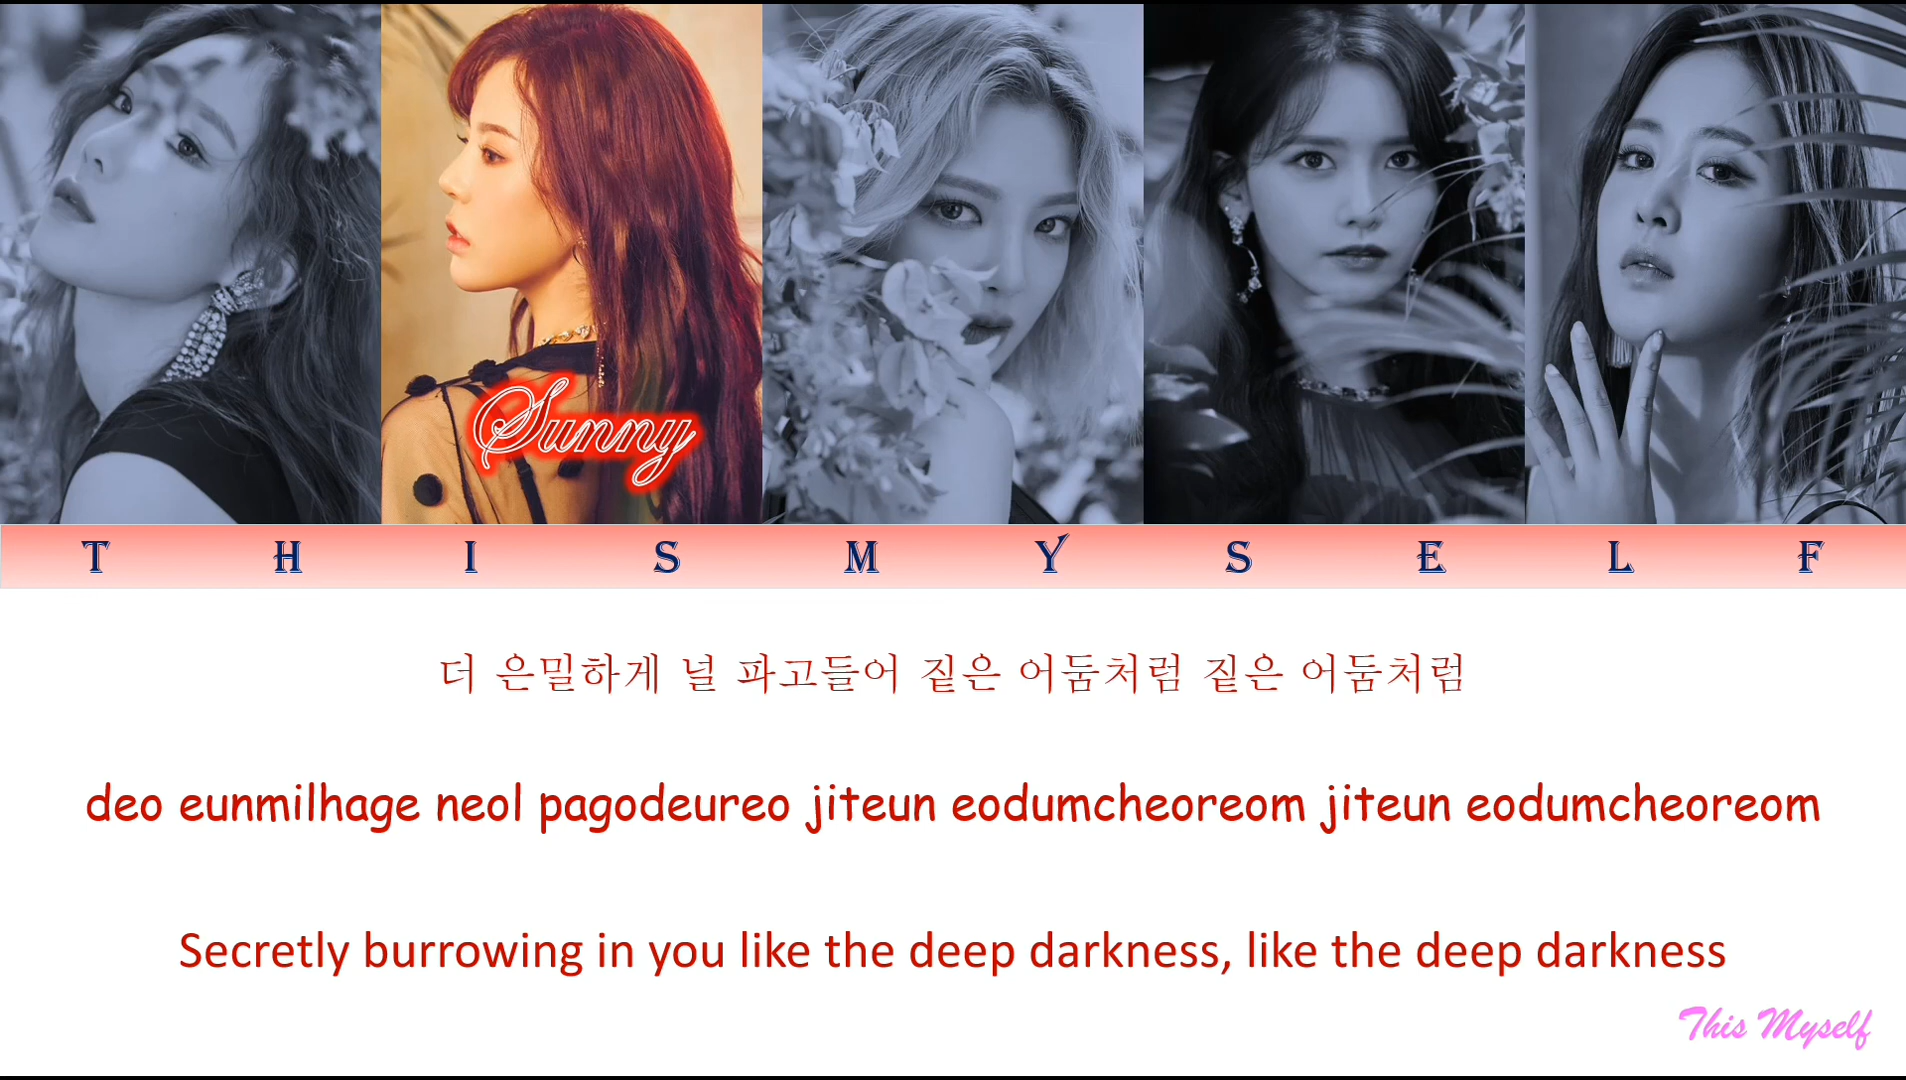 Sunny
T H I S M Y S E L F
더 은밀하게 널 파고들어 짙은 어둠처럼 짙은 어둠처럼
deo eunmilhage neol pagodeureo jiteun eodumcheoreom jiteun eodumcheoreom
Secretly burrowing in you like the deep darkness, like the deep darkness
This Myself